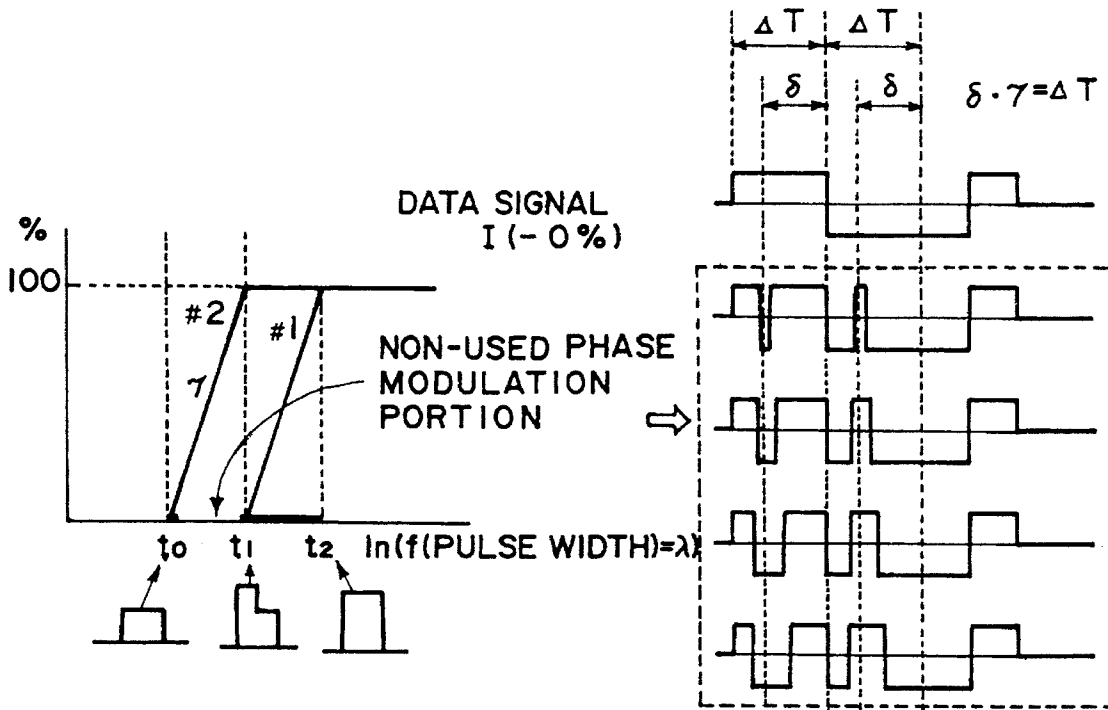 ΔT ΔT
δ δ
δ・γ=ΔT
DATA SIGNAL
I (-0%)
%
100
#2
#1
γ
NON-USED PHASE
MODULATION
PORTION
t0 t1 t2 ln(f(PULSE WIDTH)=λ)